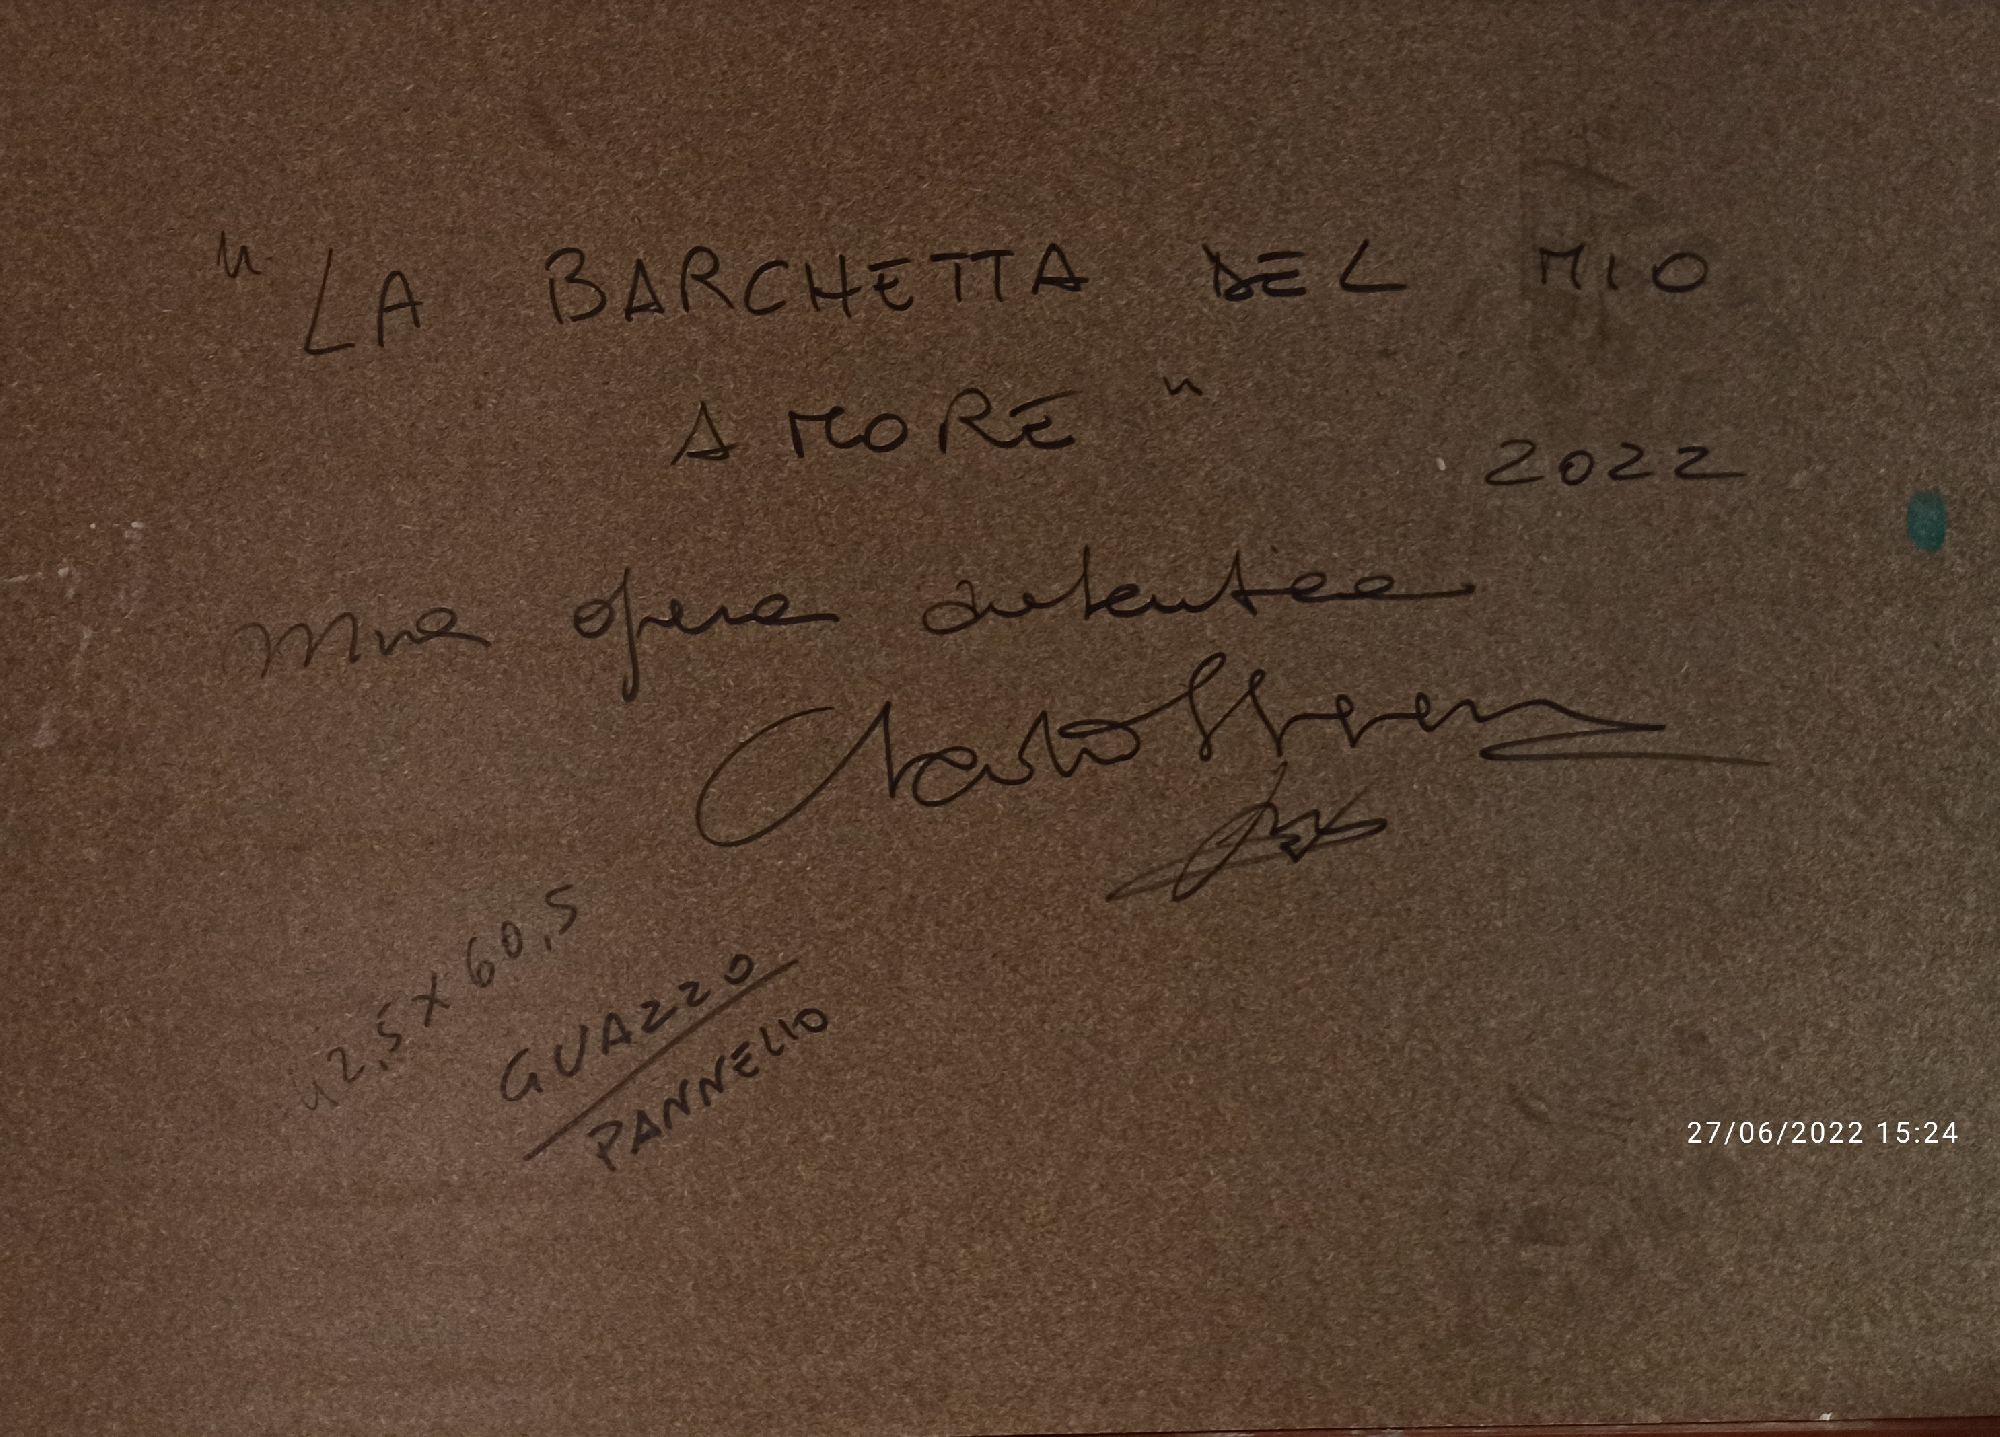 "LA BARCHETTA DEL MIO
AMORE"
2022
mia opera autentica
42,5 x 60,5
GUAZZO
PANNELLO
27/06/2022 15:24